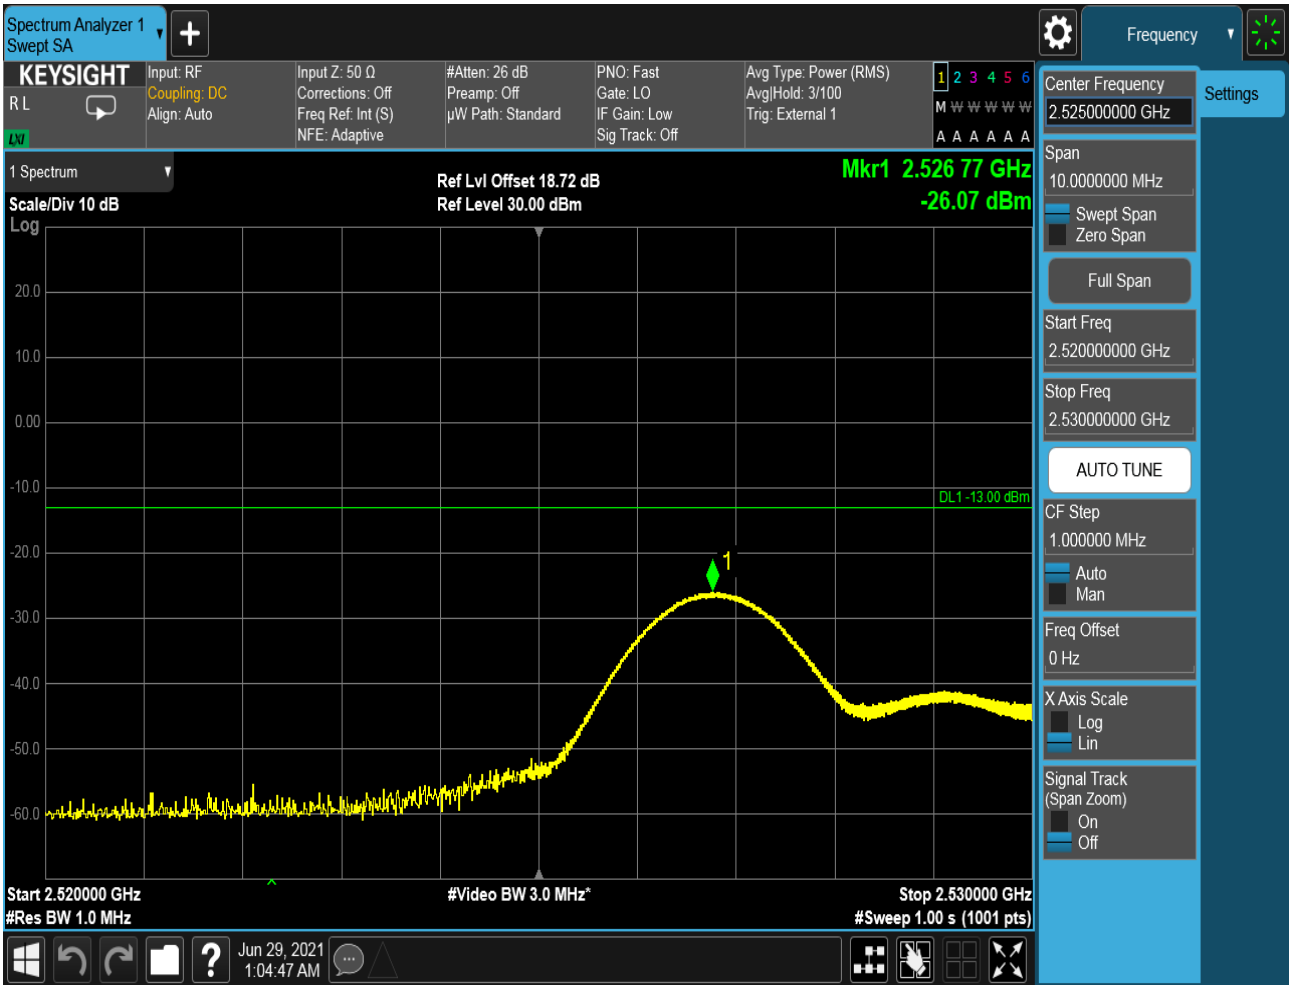 Spectrum Analyzer 1
Swept SA
Frequency
KEYSIGHT
R L
LXI
Input: RF
Coupling: DC
Align: Auto
Input Z: 50 Ω
Corrections: Off
Freq Ref: Int (S)
NFE: Adaptive
#Atten: 26 dB
Preamp: Off
µW Path: Standard
PNO: Fast
Gate: LO
IF Gain: Low
Sig Track: Off
Avg Type: Power (RMS)
Avg|Hold: 3/100
Trig: External 1
1 2 3 4 5 6
M W W W W W
A A A A A A
1 Spectrum
Scale/Div 10 dB
Log
Ref Lvl Offset 18.72 dB
Ref Level 30.00 dBm
Mkr1 2.526 77 GHz
-26.07 dBm
20.0
10.0
0.00
-10.0
-20.0
-30.0
-40.0
-50.0
-60.0
DL1 -13.00 dBm
1
Start 2.520000 GHz
#Res BW 1.0 MHz
#Video BW 3.0 MHz*
Stop 2.530000 GHz
#Sweep 1.00 s (1001 pts)
Center Frequency
2.525000000 GHz
Settings
Span
10.0000000 MHz
Swept Span
Zero Span
Full Span
Start Freq
2.520000000 GHz
Stop Freq
2.530000000 GHz
AUTO TUNE
CF Step
1.000000 MHz
Auto
Man
Freq Offset
0 Hz
X Axis Scale
Log
Lin
Signal Track
(Span Zoom)
On
Off
?
Jun 29, 2021
1:04:47 AM